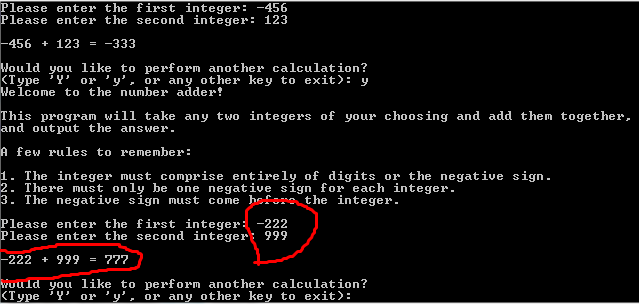 Please enter the first integer: -456
Please enter the second integer: 123
-456 + 123 = -333
Would you like to perform another calculation?
(Type 'Y' or 'y', or any other key to exit): y
Welcome to the number adder!
This program will take any two integers of your choosing and add them together,
and output the answer.
A few rules to remember:
1. The integer must comprise entirely of digits or the negative sign.
2. There must only be one negative sign for each integer.
3. The negative sign must come before the integer.
Please enter the first integer: -222
Please enter the second integer: 999
-222 + 999 = 777
Would you like to perform another calculation?
(Type 'Y' or 'y', or any other key to exit):